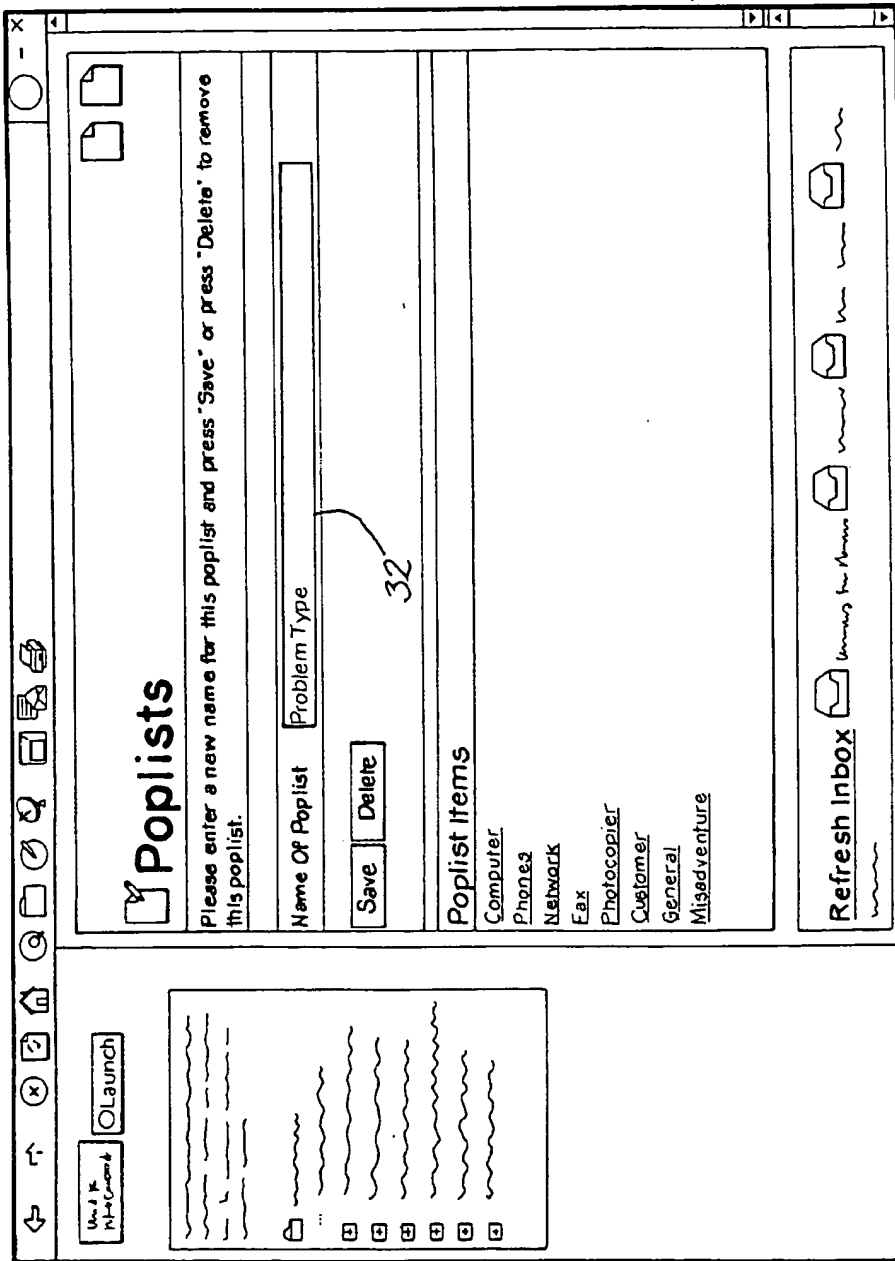 Launch
Poplists
Please enter a new name for this poplist and press "Save" or press "Delete" to remove
this poplist.
Name Of Poplist
Problem Type
32
Save
Delete
Poplist Items
Computer
Phones
Network
Fax
Photocopier
Customer
General
Misadventure
Refresh Inbox